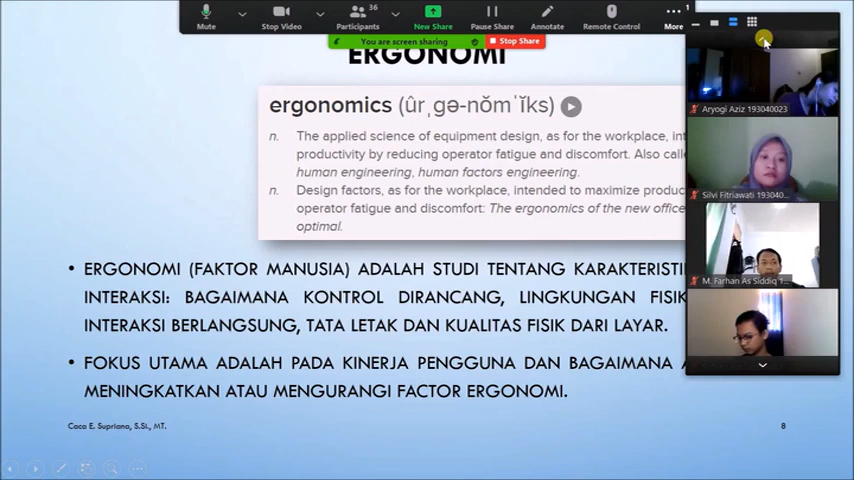 36
1
Mute
Stop Video
Participants
New Share
Pause Share
Annotate
Remote Control
More
You are screen sharing
Stop Share
ERGONOMI
ergonomics (ûr͵gə-nŏmˈĭks)
n. The applied science of equipment design, as for the workplace, int
productivity by reducing operator fatigue and discomfort. Also calle
human engineering, human factors engineering.
n. Design factors, as for the workplace, intended to maximize produc
operator fatigue and discomfort: The ergonomics of the new office
optimal.
• ERGONOMI (FAKTOR MANUSIA) ADALAH STUDI TENTANG KARAKTERISTI
INTERAKSI: BAGAIMANA KONTROL DIRANCANG, LINGKUNGAN FISIK
INTERAKSI BERLANGSUNG, TATA LETAK DAN KUALITAS FISIK DARI LAYAR.
• FOKUS UTAMA ADALAH PADA KINERJA PENGGUNA DAN BAGAIMANA
MENINGKATKAN ATAU MENGURANGI FACTOR ERGONOMI.
Caca E. Supriana, S.Si., MT.
8
Aryogi Aziz 193040023
Silvi Fitriawati 193040...
M. Farhan As Siddiq 1...